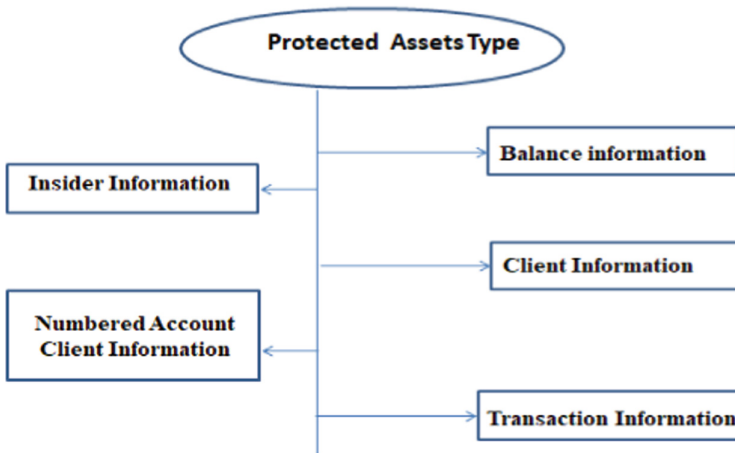 Protected Assets Type
Balance information
Insider Information
Client Information
Numbered Account
Client Information
Transaction Information